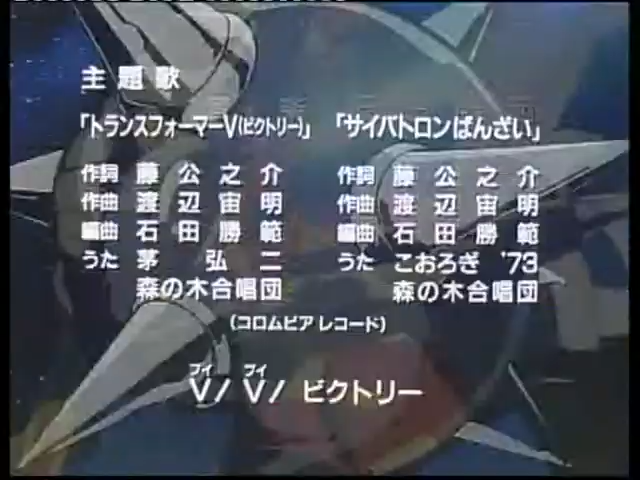 主題歌
「トランスフォーマーV(ビクトリー)」 「サイバトロンばんざい」
作詞 藤公之介 作詞 藤公之介
作曲 渡辺宙明 作曲 渡辺宙明
編曲 石田勝範 編曲 石田勝範
うた 茅弘二 うた こおろぎ '73
森の木合唱団 森の木合唱団
(コロムビア レコード)
ブイ ブイ
V! V! ビクトリー